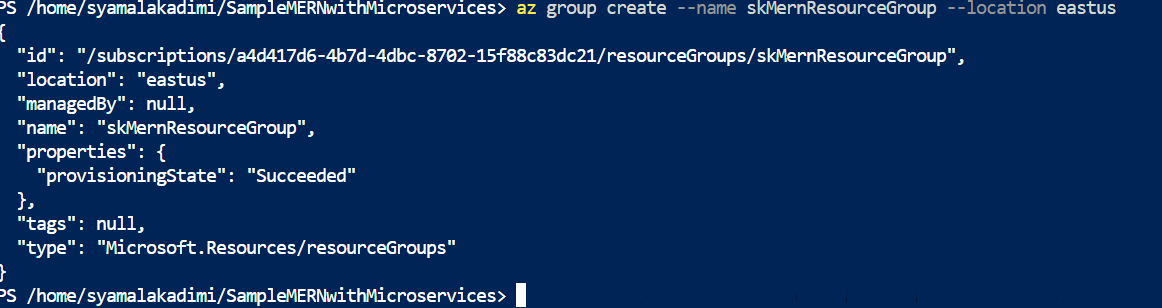 PS /home/syamalakadimi/SampleMERNwithMicroservices> az group create --name skMernResourceGroup --location eastus
{
  "id": "/subscriptions/a4d417d6-4b7d-4dbc-8702-15f88c83dc21/resourceGroups/skMernResourceGroup",
  "location": "eastus",
  "managedBy": null,
  "name": "skMernResourceGroup",
  "properties": {
    "provisioningState": "Succeeded"
  },
  "tags": null,
  "type": "Microsoft.Resources/resourceGroups"
}
PS /home/syamalakadimi/SampleMERNwithMicroservices>